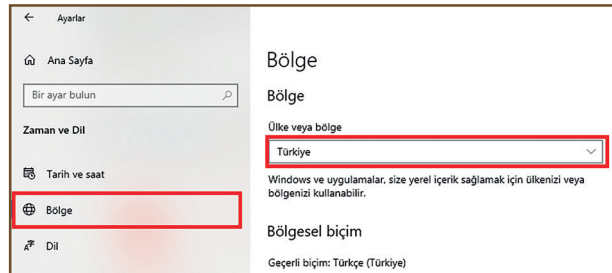 Ayarlar
Ana Sayfa
Bir ayar bulun
Zaman ve Dil
Tarih ve saat
Bölge
Dil
Bölge
Bölge
Ülke veya bölge
Türkiye
Windows ve uygulamalar, size yerel içerik sağlamak için ülkenizi veya
bölgenizi kullanabilir.
Bölgesel biçim
Geçerli biçim: Türkçe (Türkiye)